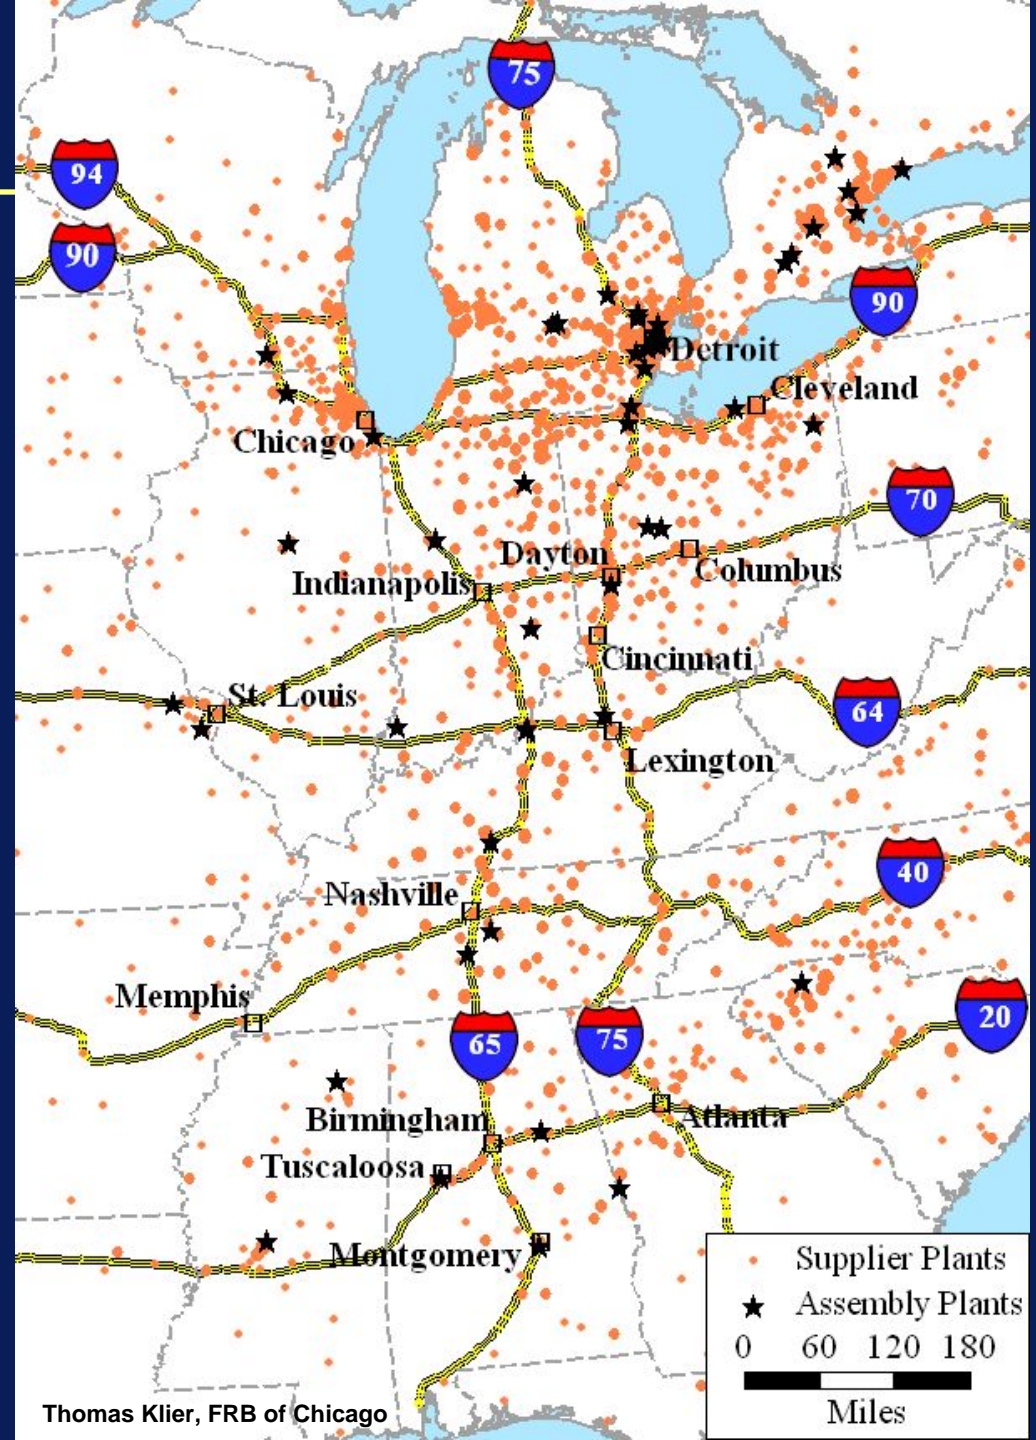 75
94
90
90
Detroit
Cleveland
Chicago
70
Dayton
Columbus
Indianapolis
Cincinnati
St. Louis
64
Lexington
40
Nashville
Memphis
20
65
75
Birmingham
Atlanta
Tuscaloosa
Montgomery
Supplier Plants
Assembly Plants
0 60 120 180
Miles
Thomas Klier, FRB of Chicago